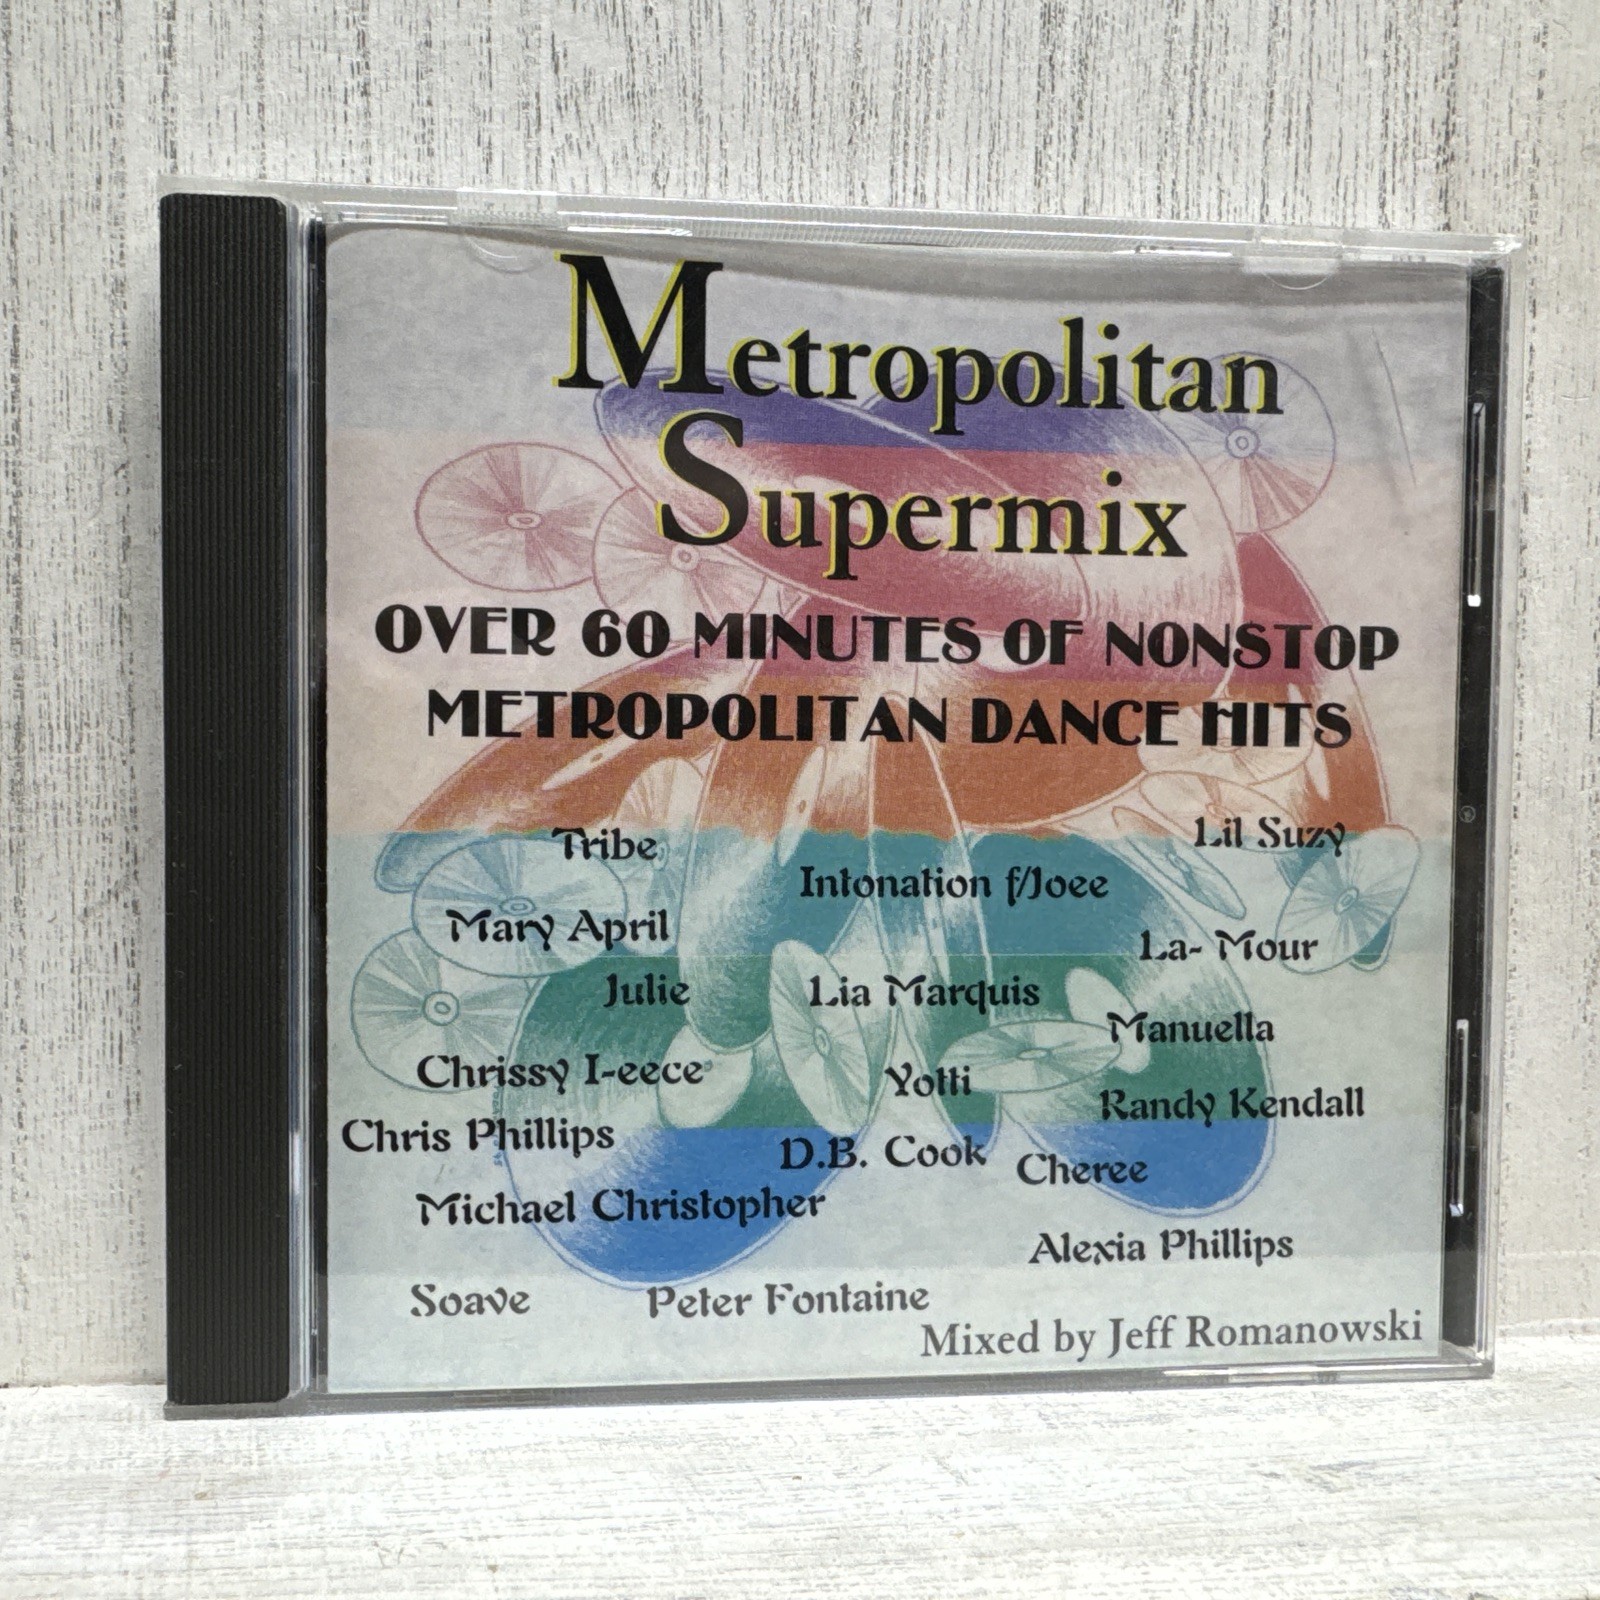 Metropolitan
Supermix
OVER 60 MINUTES OF NONSTOP
METROPOLITAN DANCE HITS
Tribe
Lil Suzy
Intonation f/Joee
Mary April
La- Mour
Julie
Lia Marquis
Manuella
Chrissy I-eece
Yotti
Randy Kendall
Chris Phillips
D.B. Cook
Cheree
Michael Christopher
Alexia Phillips
Soave
Peter Fontaine
Mixed by Jeff Romanowski